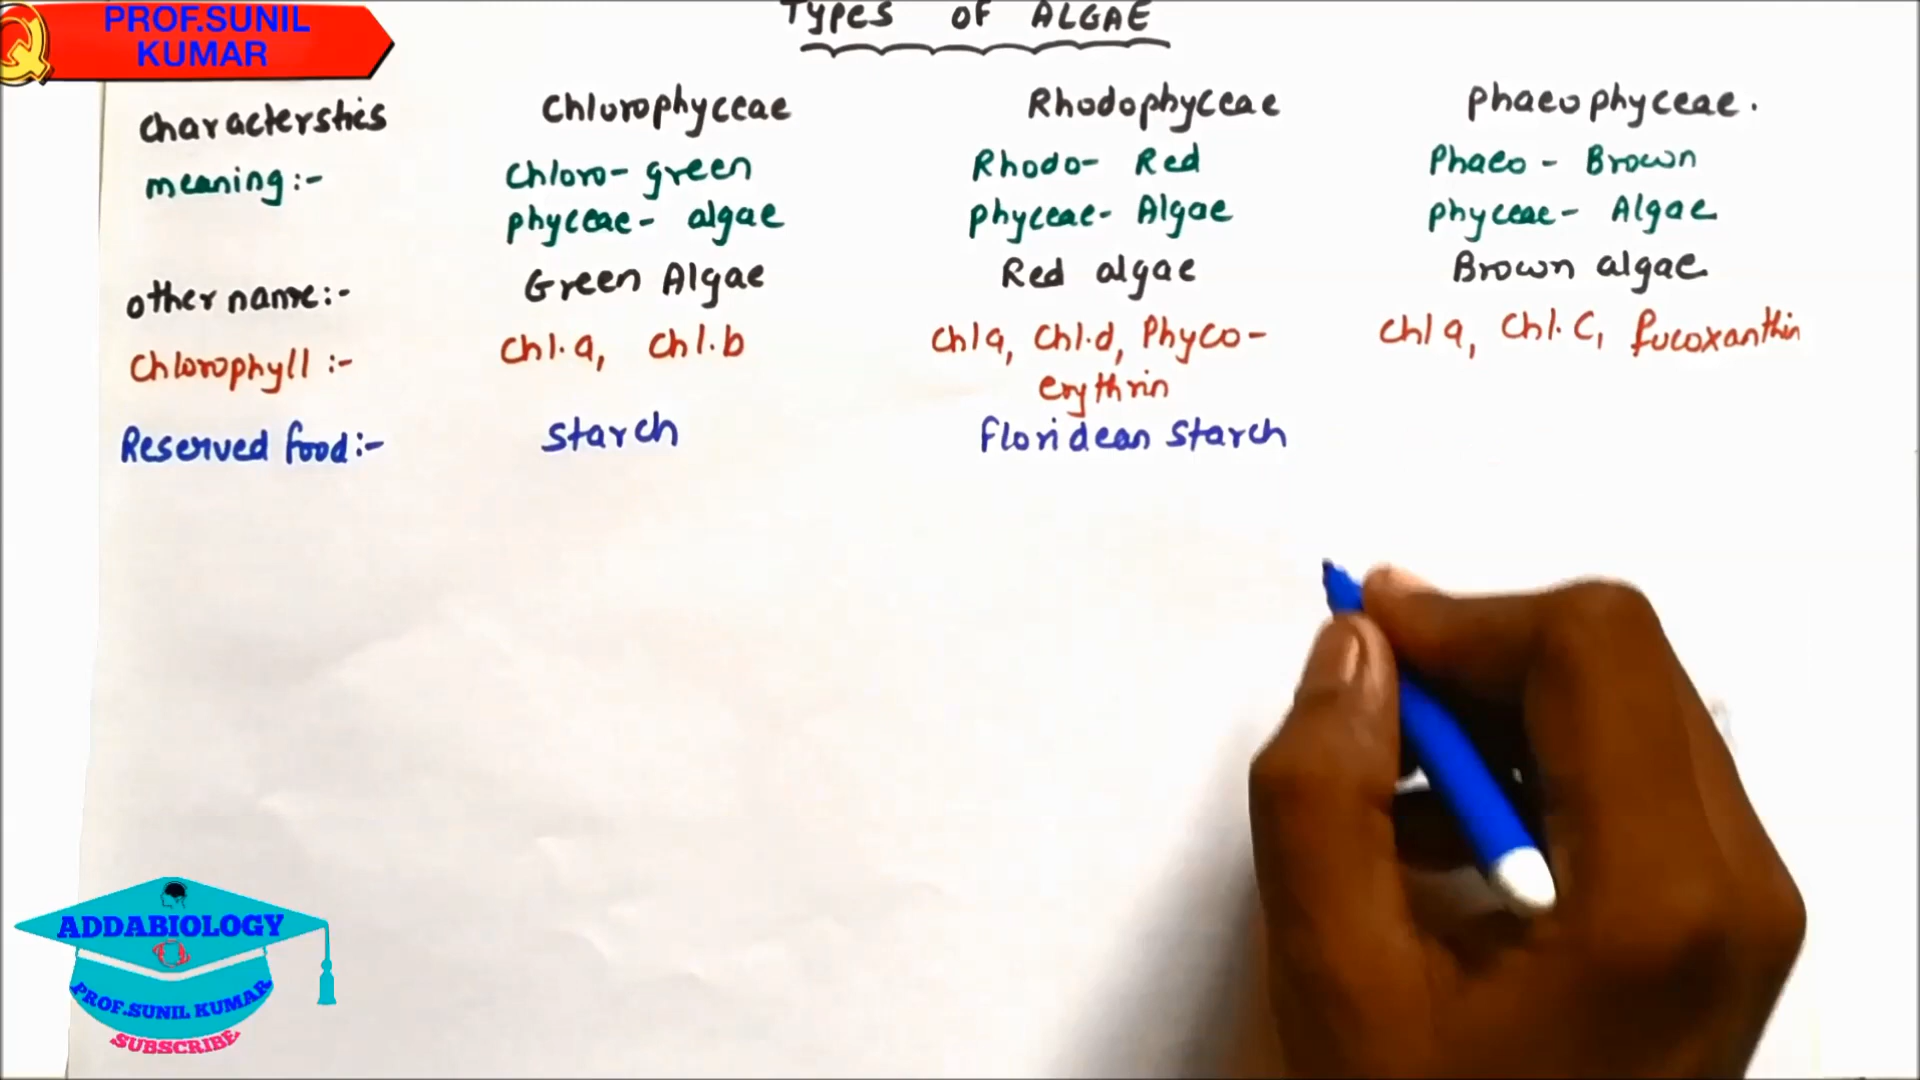 PROF.SUNIL
KUMAR
TYPES OF ALGAE
characterstics Chlorophyceae Rhodophyceae Phaeophyceae.
meaning:- Chloro- green Rhodo- Red Phaeo - Brown
phyceae- algae Phyceae- Algae phyceae- Algae
other name:- Green Algae Red algae Brown algae
Chlorophyll :- Chl.a, Chl.b Chl a, Chl.d, Phyco- Chl a, Chl.C, fucoxanthin
erythrin
Reserved food:- Starch Floridean Starch
ADDABIOLOGY
PROF.SUNIL KUMAR
SUBSCRIBE